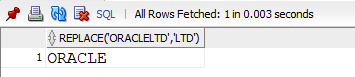 SQL | All Rows Fetched: 1 in 0.003 seconds
REPLACE('ORACLELTD','LTD')
1 ORACLE